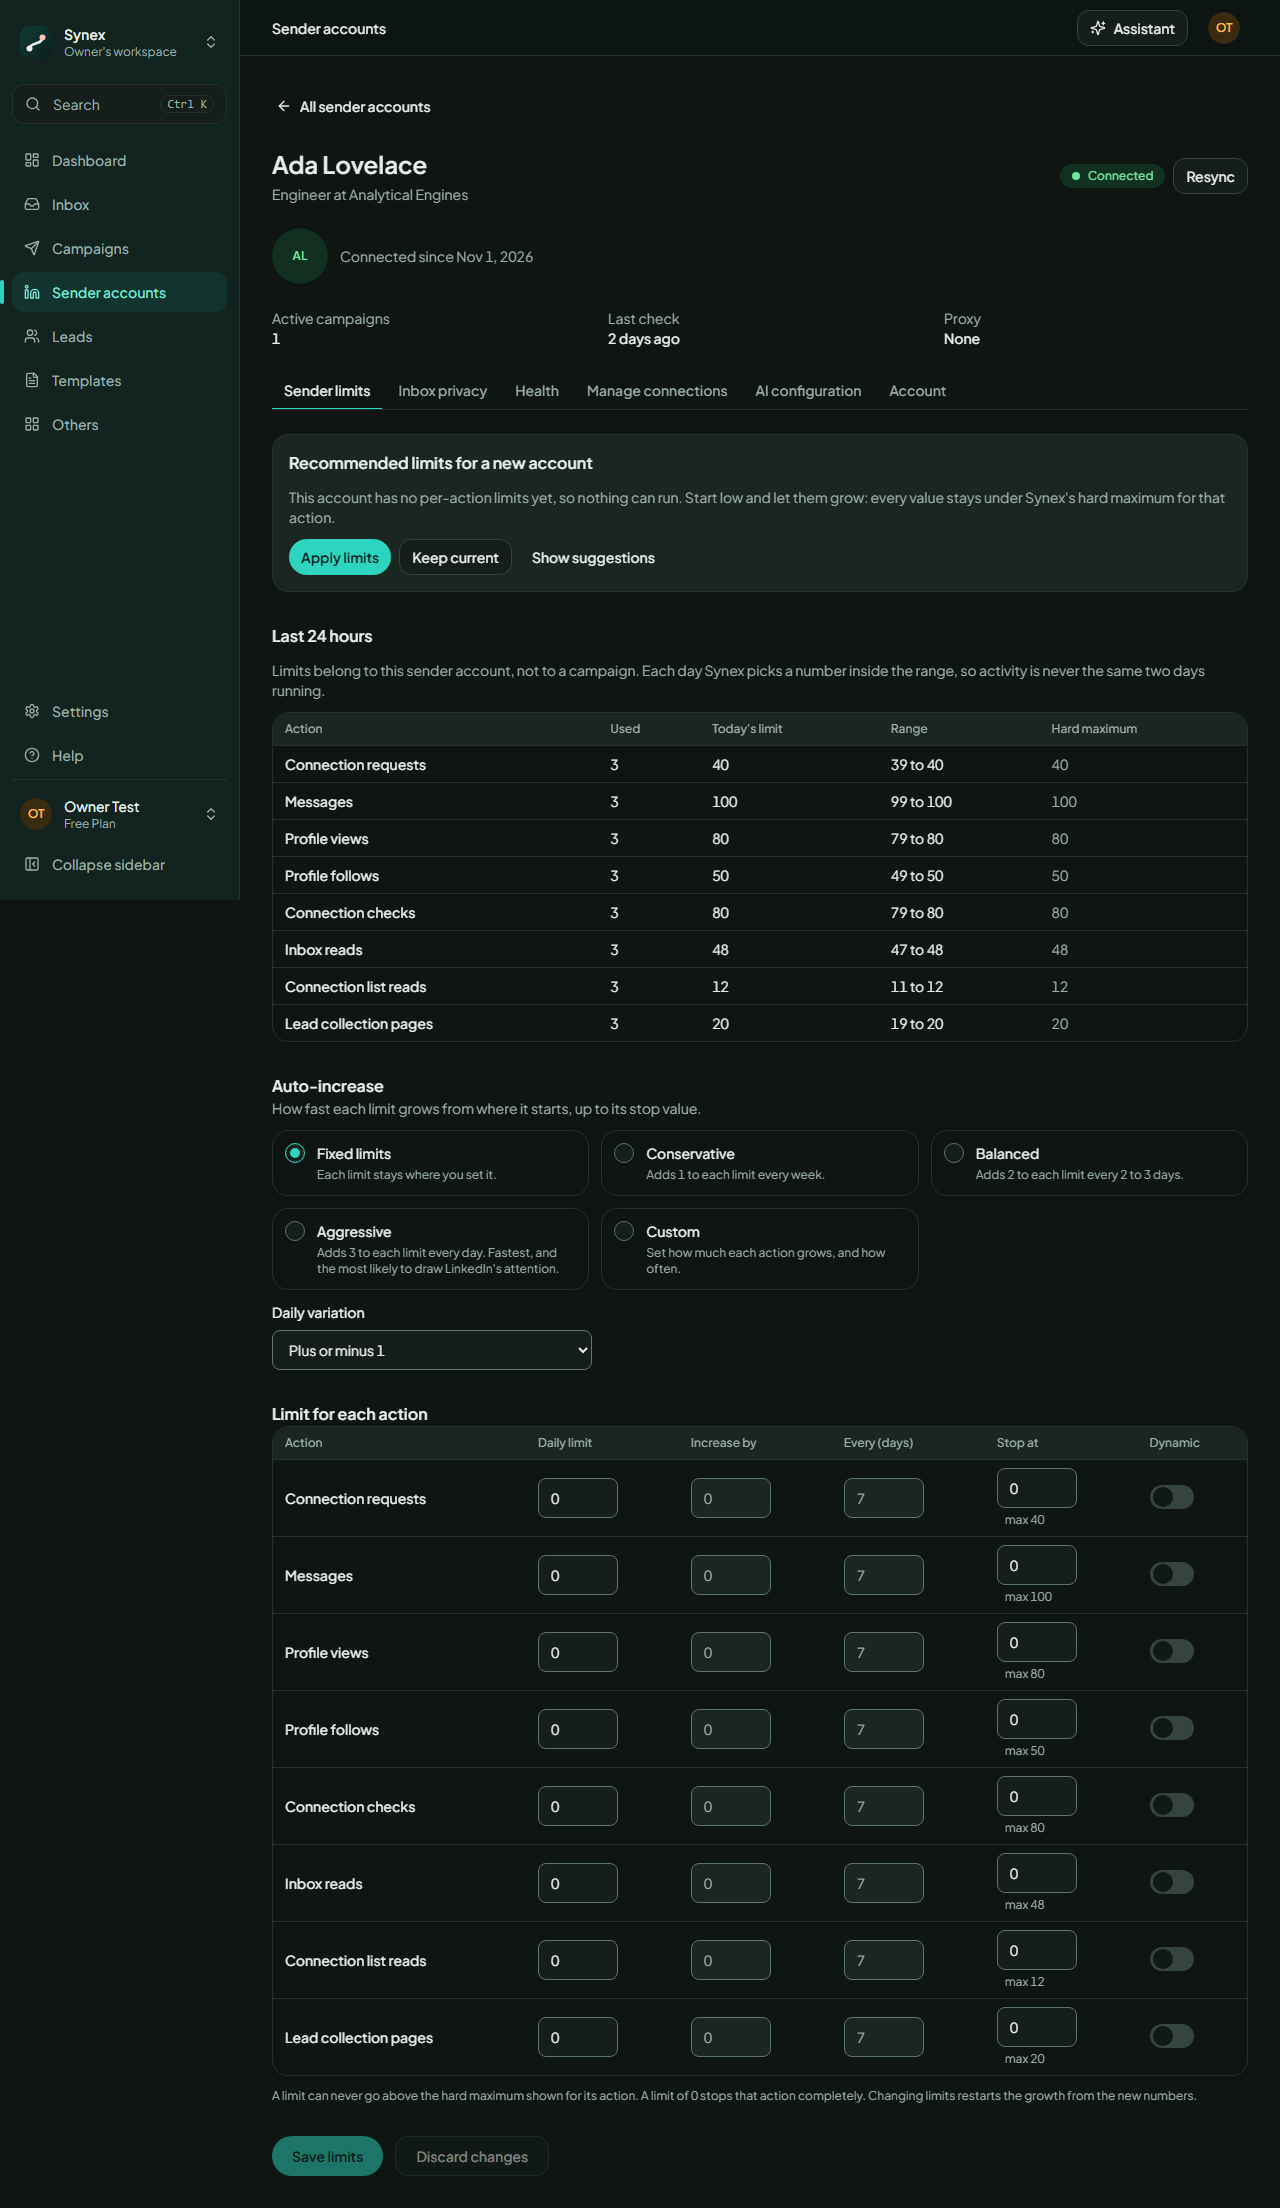 Synex
Owner's workspace
Search
Ctrl K
Dashboard
Inbox
Campaigns
Sender accounts
Leads
Templates
Others
Settings
Help
OT
Owner Test
Free Plan
Collapse sidebar
Sender accounts
Assistant
OT
All sender accounts
Ada Lovelace
Engineer at Analytical Engines
Connected
Resync
AL
Connected since Nov 1, 2026
Active campaigns
1
Last check
2 days ago
Proxy
None
Sender limits Inbox privacy Health Manage connections AI configuration Account
Recommended limits for a new account
This account has no per-action limits yet, so nothing can run. Start low and let them grow: every value stays under Synex's hard maximum for that
action.
Apply limits Keep current Show suggestions
Last 24 hours
Limits belong to this sender account, not to a campaign. Each day Synex picks a number inside the range, so activity is never the same two days
running.
Action Used Today's limit Range Hard maximum
Connection requests 3 40 39 to 40 40
Messages 3 100 99 to 100 100
Profile views 3 80 79 to 80 80
Profile follows 3 50 49 to 50 50
Connection checks 3 80 79 to 80 80
Inbox reads 3 48 47 to 48 48
Connection list reads 3 12 11 to 12 12
Lead collection pages 3 20 19 to 20 20
Auto-increase
How fast each limit grows from where it starts, up to its stop value.
Fixed limits
Each limit stays where you set it.
Conservative
Adds 1 to each limit every week.
Balanced
Adds 2 to each limit every 2 to 3 days.
Aggressive
Adds 3 to each limit every day. Fastest, and
the most likely to draw LinkedIn's attention.
Custom
Set how much each action grows, and how
often.
Daily variation
Plus or minus 1
Limit for each action
Action Daily limit Increase by Every (days) Stop at Dynamic
Connection requests 0 0 7 0
max 40
Messages 0 0 7 0
max 100
Profile views 0 0 7 0
max 80
Profile follows 0 0 7 0
max 50
Connection checks 0 0 7 0
max 80
Inbox reads 0 0 7 0
max 48
Connection list reads 0 0 7 0
max 12
Lead collection pages 0 0 7 0
max 20
A limit can never go above the hard maximum shown for its action. A limit of 0 stops that action completely. Changing limits restarts the growth from the new numbers.
Save limits Discard changes